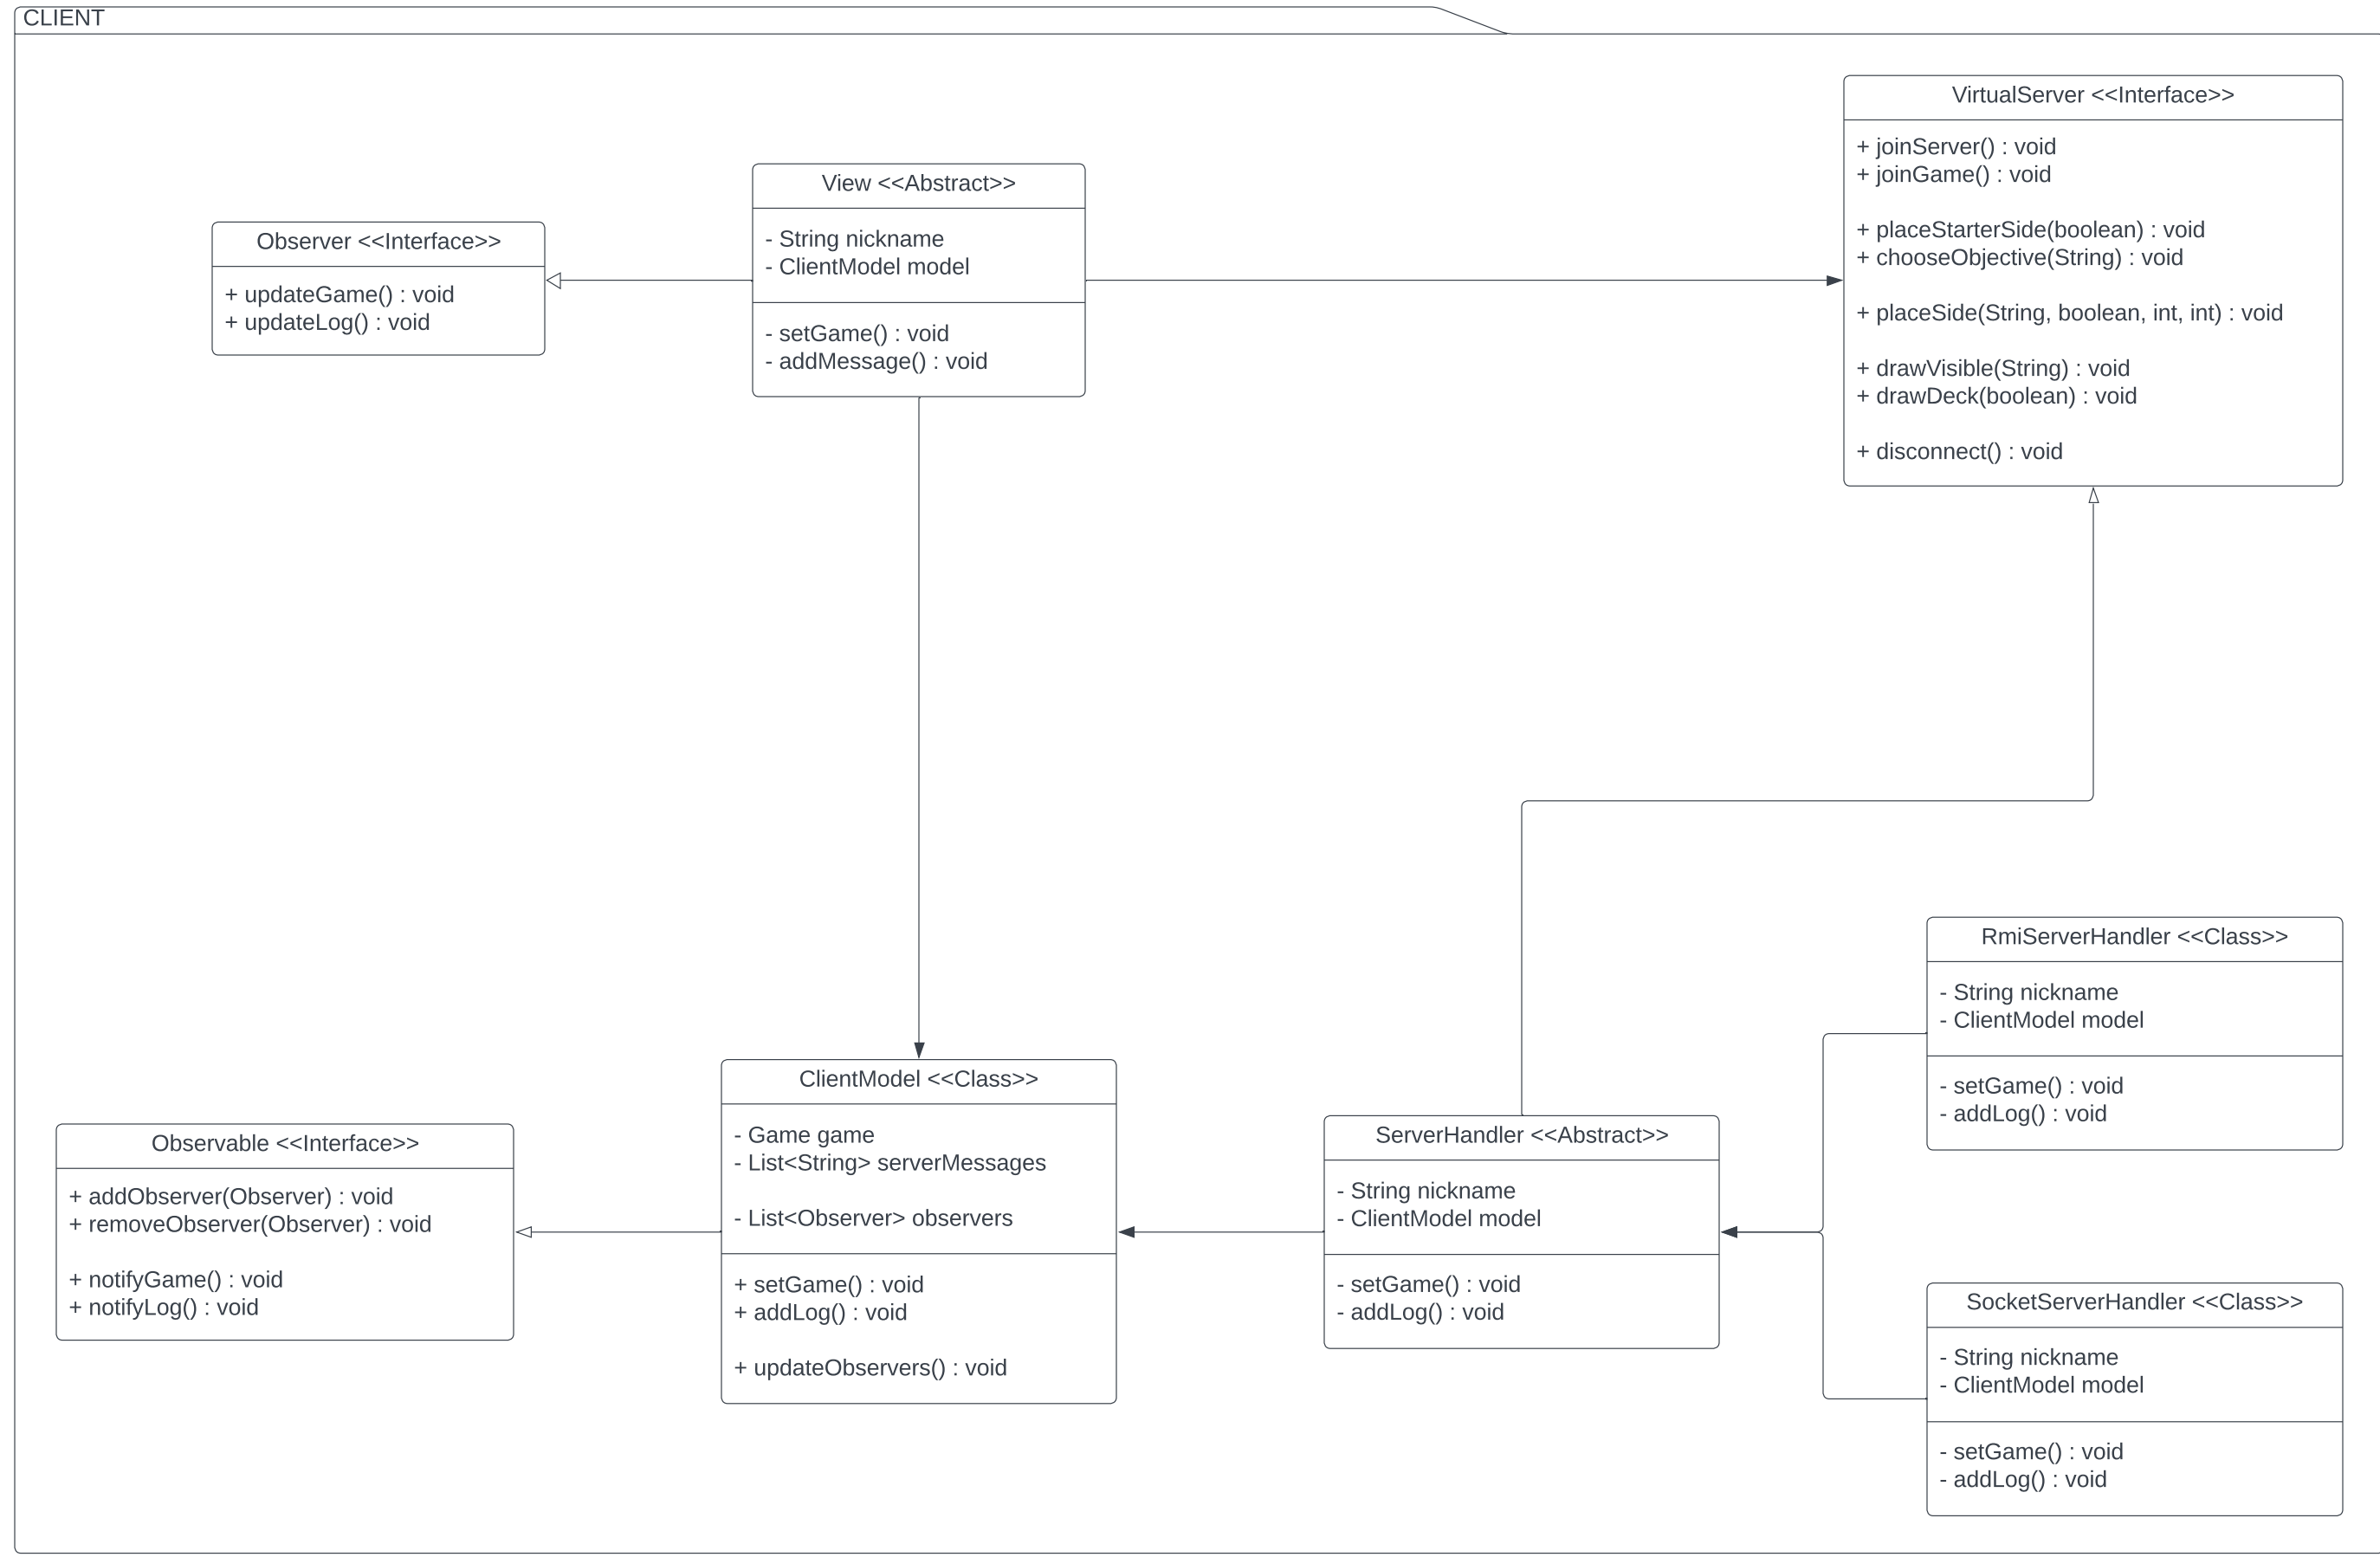 CLIENT
VirtualServer <<Interface>>
+ joinServer() : void
+ joinGame() : void
+ placeStarterSide(boolean) : void
+ chooseObjective(String) : void
+ placeSide(String, boolean, int, int) : void
+ drawVisible(String) : void
+ drawDeck(boolean) : void
+ disconnect() : void
View <<Abstract>>
- String nickname
- ClientModel model
- setGame() : void
- addMessage() : void
Observer <<Interface>>
+ updateGame() : void
+ updateLog() : void
RmiServerHandler <<Class>>
- String nickname
- ClientModel model
- setGame() : void
- addLog() : void
ClientModel <<Class>>
- Game game
- List<String> serverMessages
- List<Observer> observers
+ setGame() : void
+ addLog() : void
+ updateObservers() : void
Observable <<Interface>>
+ addObserver(Observer) : void
+ removeObserver(Observer) : void
+ notifyGame() : void
+ notifyLog() : void
ServerHandler <<Abstract>>
- String nickname
- ClientModel model
- setGame() : void
- addLog() : void
SocketServerHandler <<Class>>
- String nickname
- ClientModel model
- setGame() : void
- addLog() : void